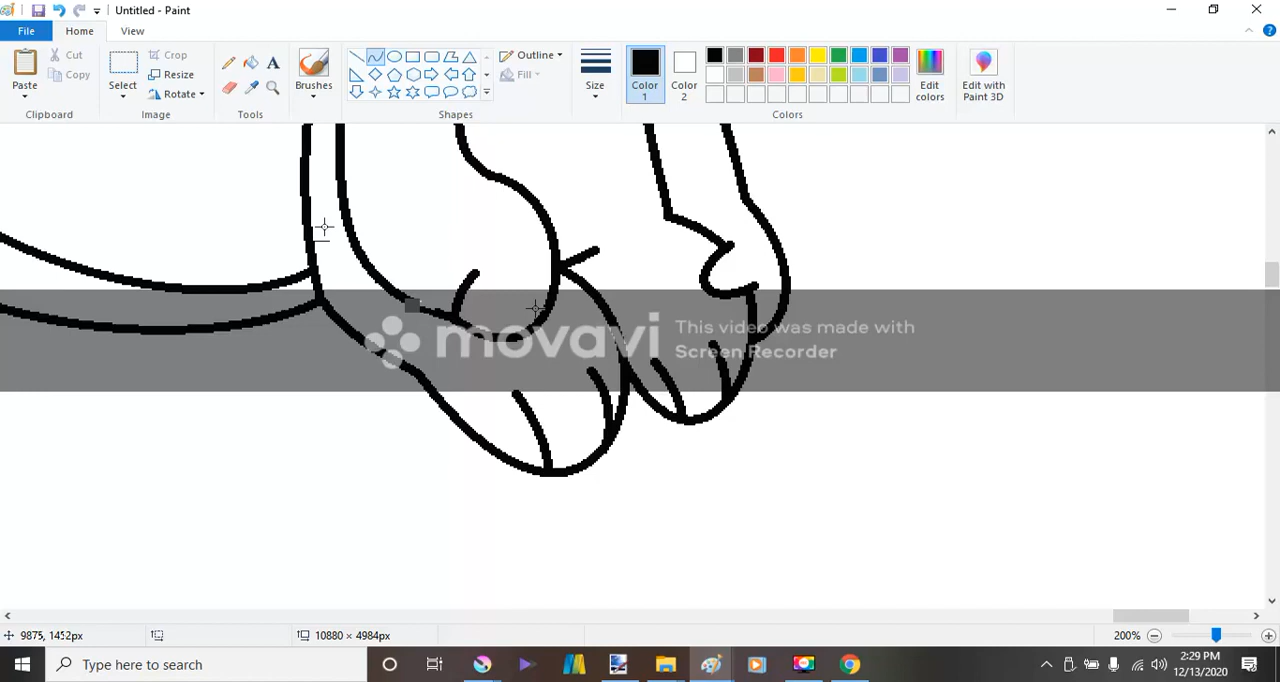 Untitled - Paint
File Home View
Cut Crop Outline
Copy Resize Fill
Paste Select Rotate Brushes Size Color 1 Color 2 Edit colors Edit with Paint 3D
Clipboard Image Tools Shapes Colors
movavi This video was made with
Screen Recorder
9875, 1452px 10880 × 4984px 200%
Type here to search 2:29 PM
12/13/2020